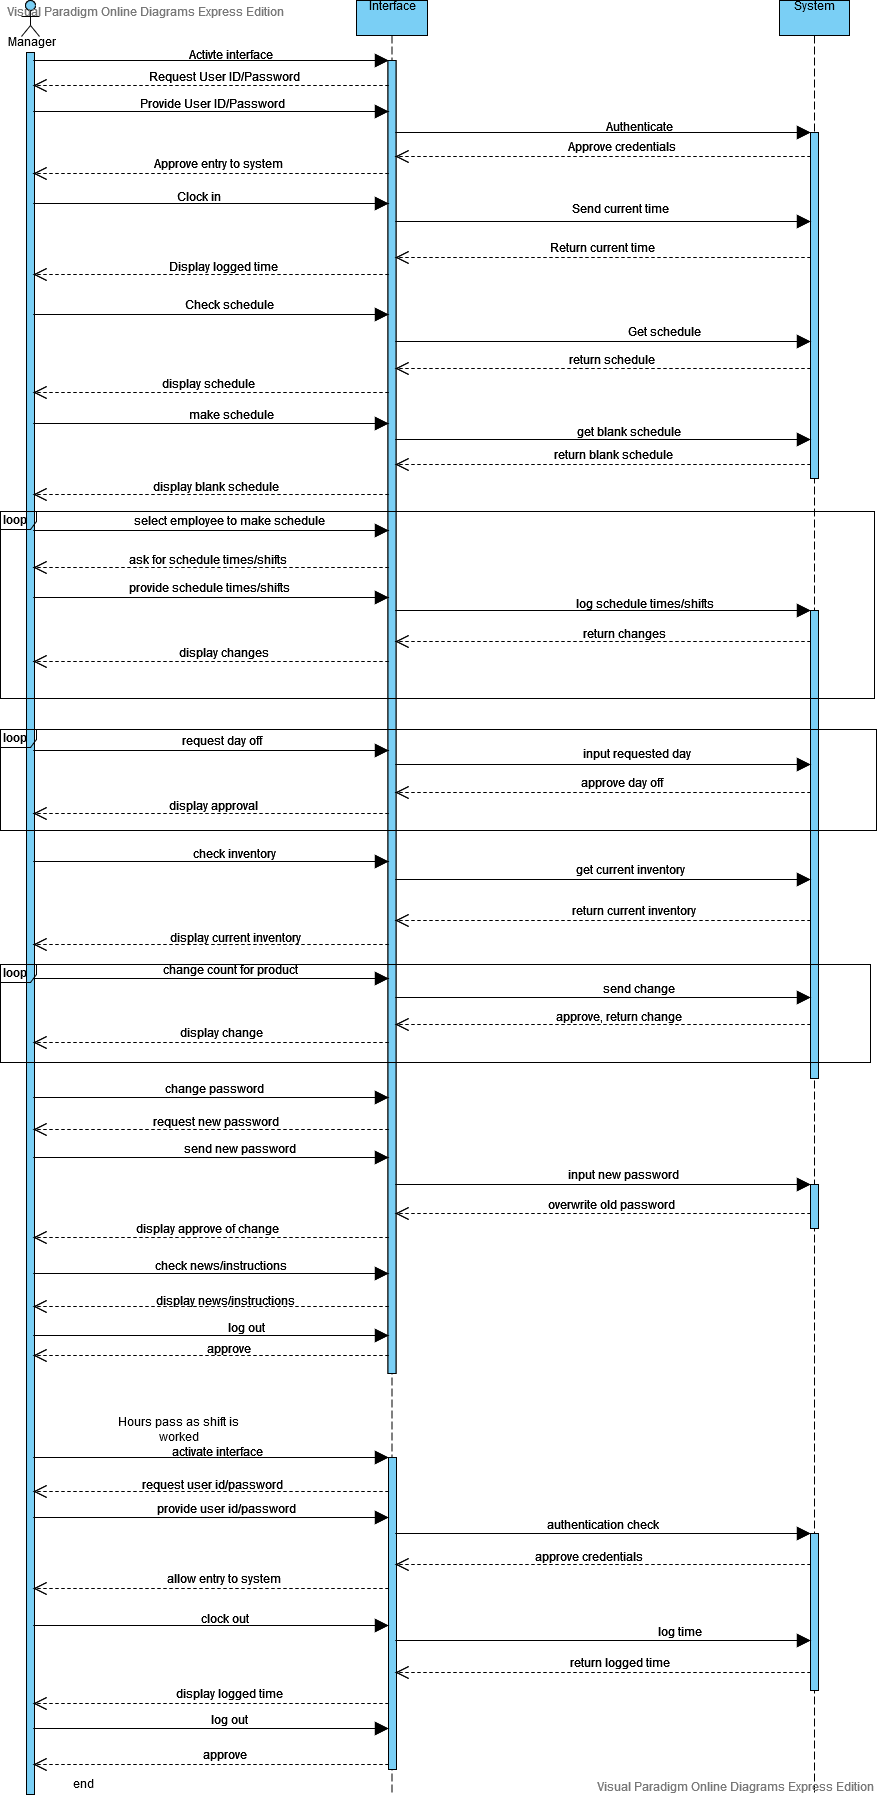 Visual Paradigm Online Diagrams Express Edition
Interface
System
Manager
Activte interface
Request User ID/Password
Provide User ID/Password
Authenticate
Approve credentials
Approve entry to system
Clock in
Send current time
Return current time
Display logged time
Check schedule
Get schedule
return schedule
display schedule
make schedule
get blank schedule
return blank schedule
display blank schedule
loop
select employee to make schedule
ask for schedule times/shifts
provide schedule times/shifts
log schedule times/shifts
return changes
display changes
loop
request day off
input requested day
approve day off
display approval
check inventory
get current inventory
return current inventory
display current inventory
loop
change count for product
send change
approve, return change
display change
change password
request new password
send new password
input new password
overwrite old password
display approve of change
check news/instructions
display news/instructions
log out
approve
Hours pass as shift is
worked
activate interface
request user id/password
provide user id/password
authentication check
approve credentials
allow entry to system
clock out
log time
return logged time
display logged time
log out
approve
end
Visual Paradigm Online Diagrams Express Edition